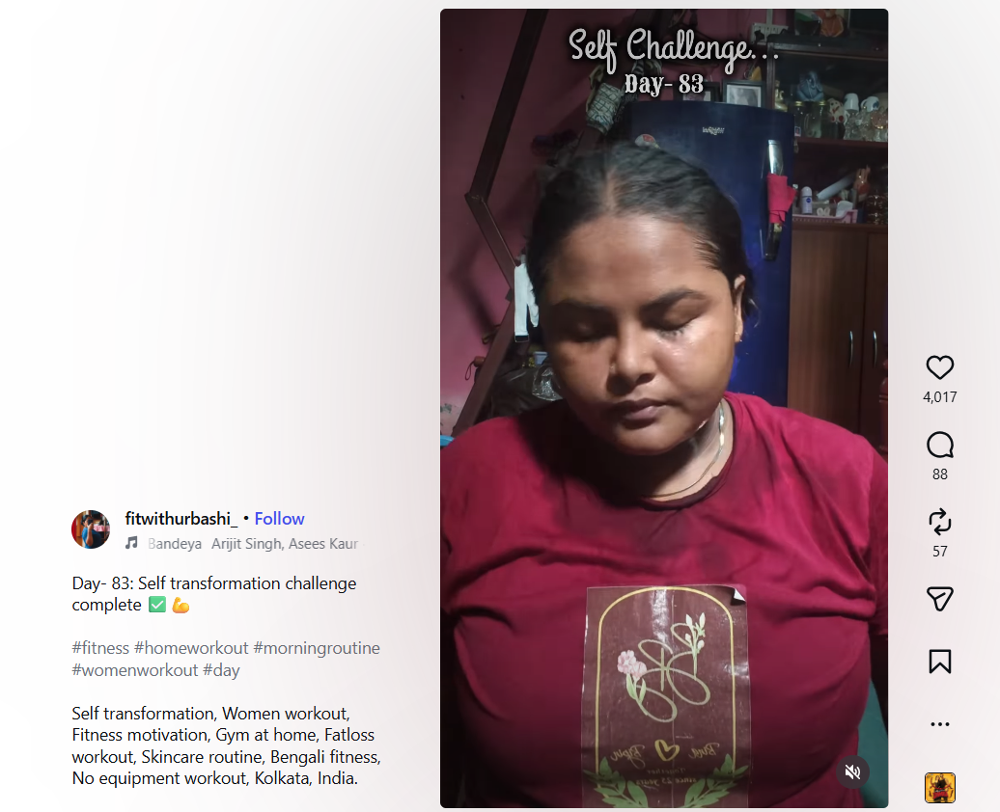 Self Challenge...
Day- 83
fitwithurbashi_ • Follow
Bandeya Arijit Singh, Asees Kaur
Day- 83: Self transformation challenge
complete ✅ 💪
#fitness #homeworkout #morningroutine
#womenworkout #day
Self transformation, Women workout,
Fitness motivation, Gym at home, Fatloss
workout, Skincare routine, Bengali fitness,
No equipment workout, Kolkata, India.
4,017
88
57